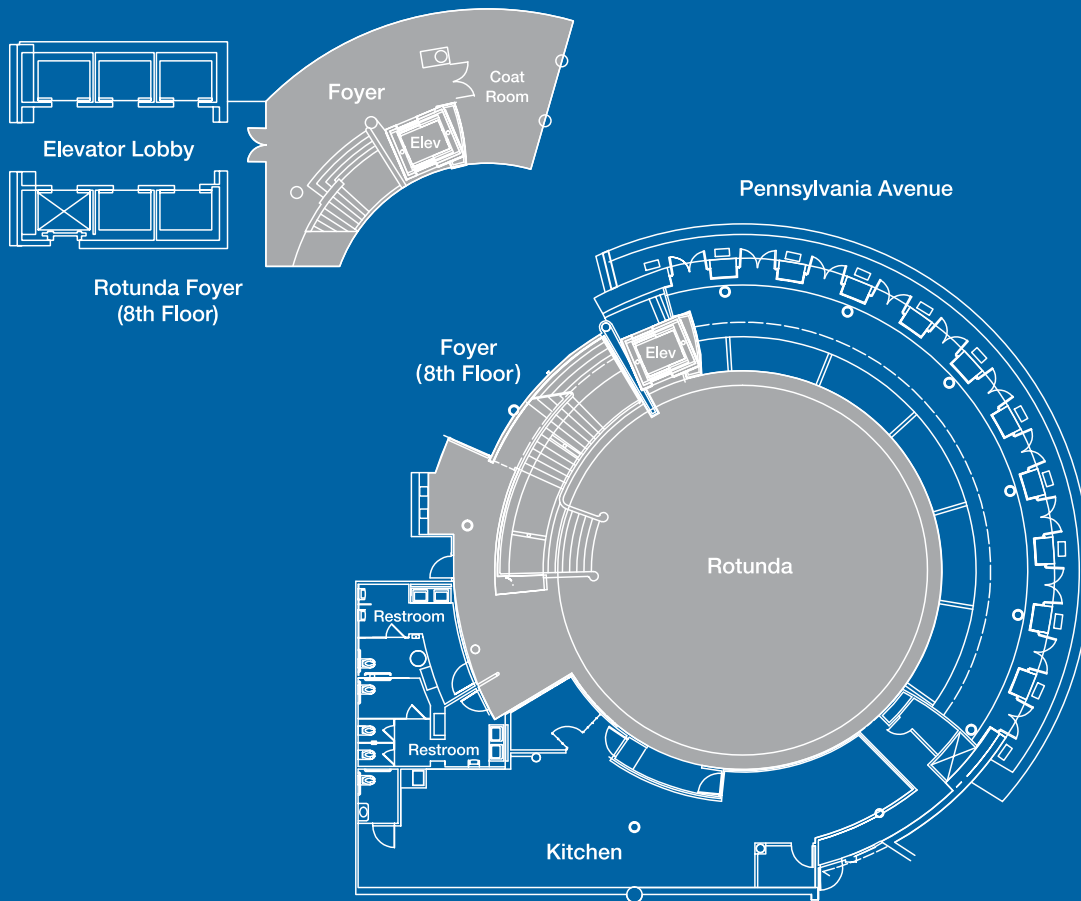 Foyer
Coat
Room
Elev
Elevator Lobby
Rotunda Foyer
(8th Floor)
Pennsylvania Avenue
Foyer
(8th Floor)
Elev
Rotunda
Restroom
Restroom
Kitchen